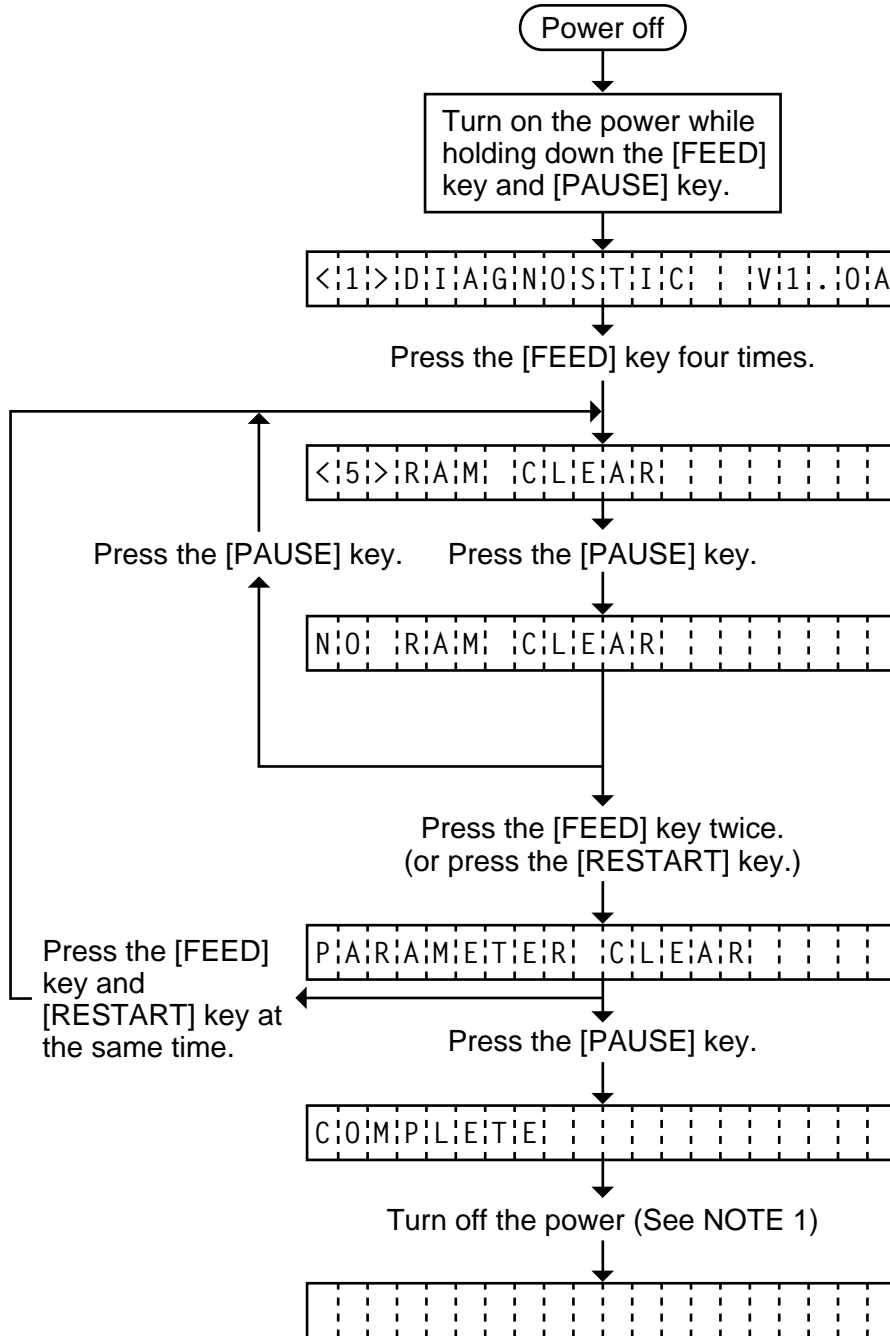 Power off
Turn on the power while
holding down the [FEED]
key and [PAUSE] key.
<1>DIAGNOSTIC  V1.0A
Press the [FEED] key four times.
<5>RAM CLEAR
Press the [PAUSE] key.
Press the [PAUSE] key.
NO RAM CLEAR
Press the [FEED] key twice.
(or press the [RESTART] key.)
PARAMETER CLEAR
Press the [FEED]
key and
[RESTART] key at
the same time.
Press the [PAUSE] key.
COMPLETE
Turn off the power (See NOTE 1)